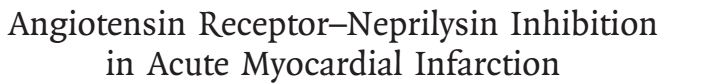 Angiotensin Receptor–Neprilysin Inhibition
in Acute Myocardial Infarction